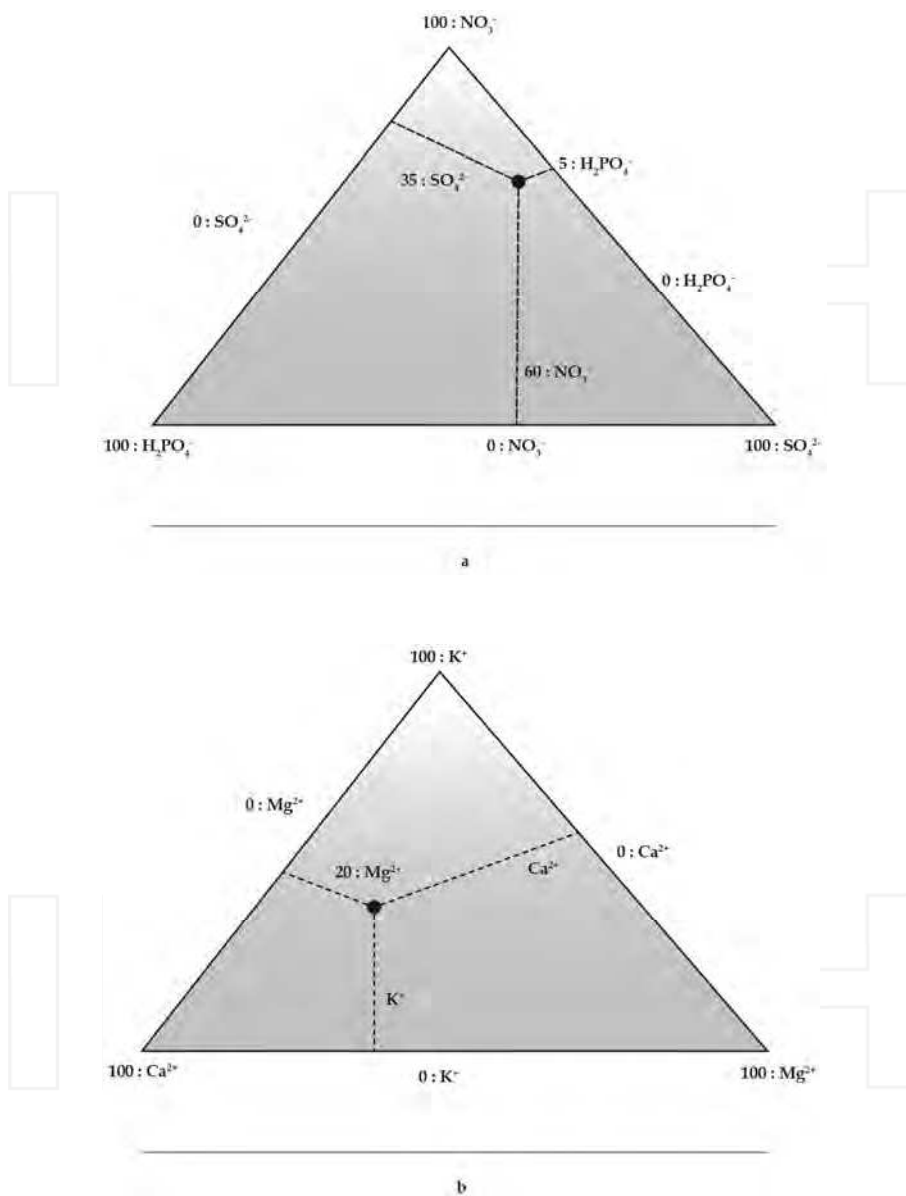 100 : NO₃⁻
5 : H₂PO₄⁻
35 : SO₄²⁻
0 : SO₄²⁻
0 : H₂PO₄⁻
60 : NO₃⁻
100 : H₂PO₄⁻
0 : NO₃⁻
100 : SO₄²⁻
a
100 : K⁺
0 : Mg²⁺
0 : Ca²⁺
20 : Mg²⁺
Ca²⁺
K⁺
100 : Ca²⁺
0 : K⁺
100 : Mg²⁺
b